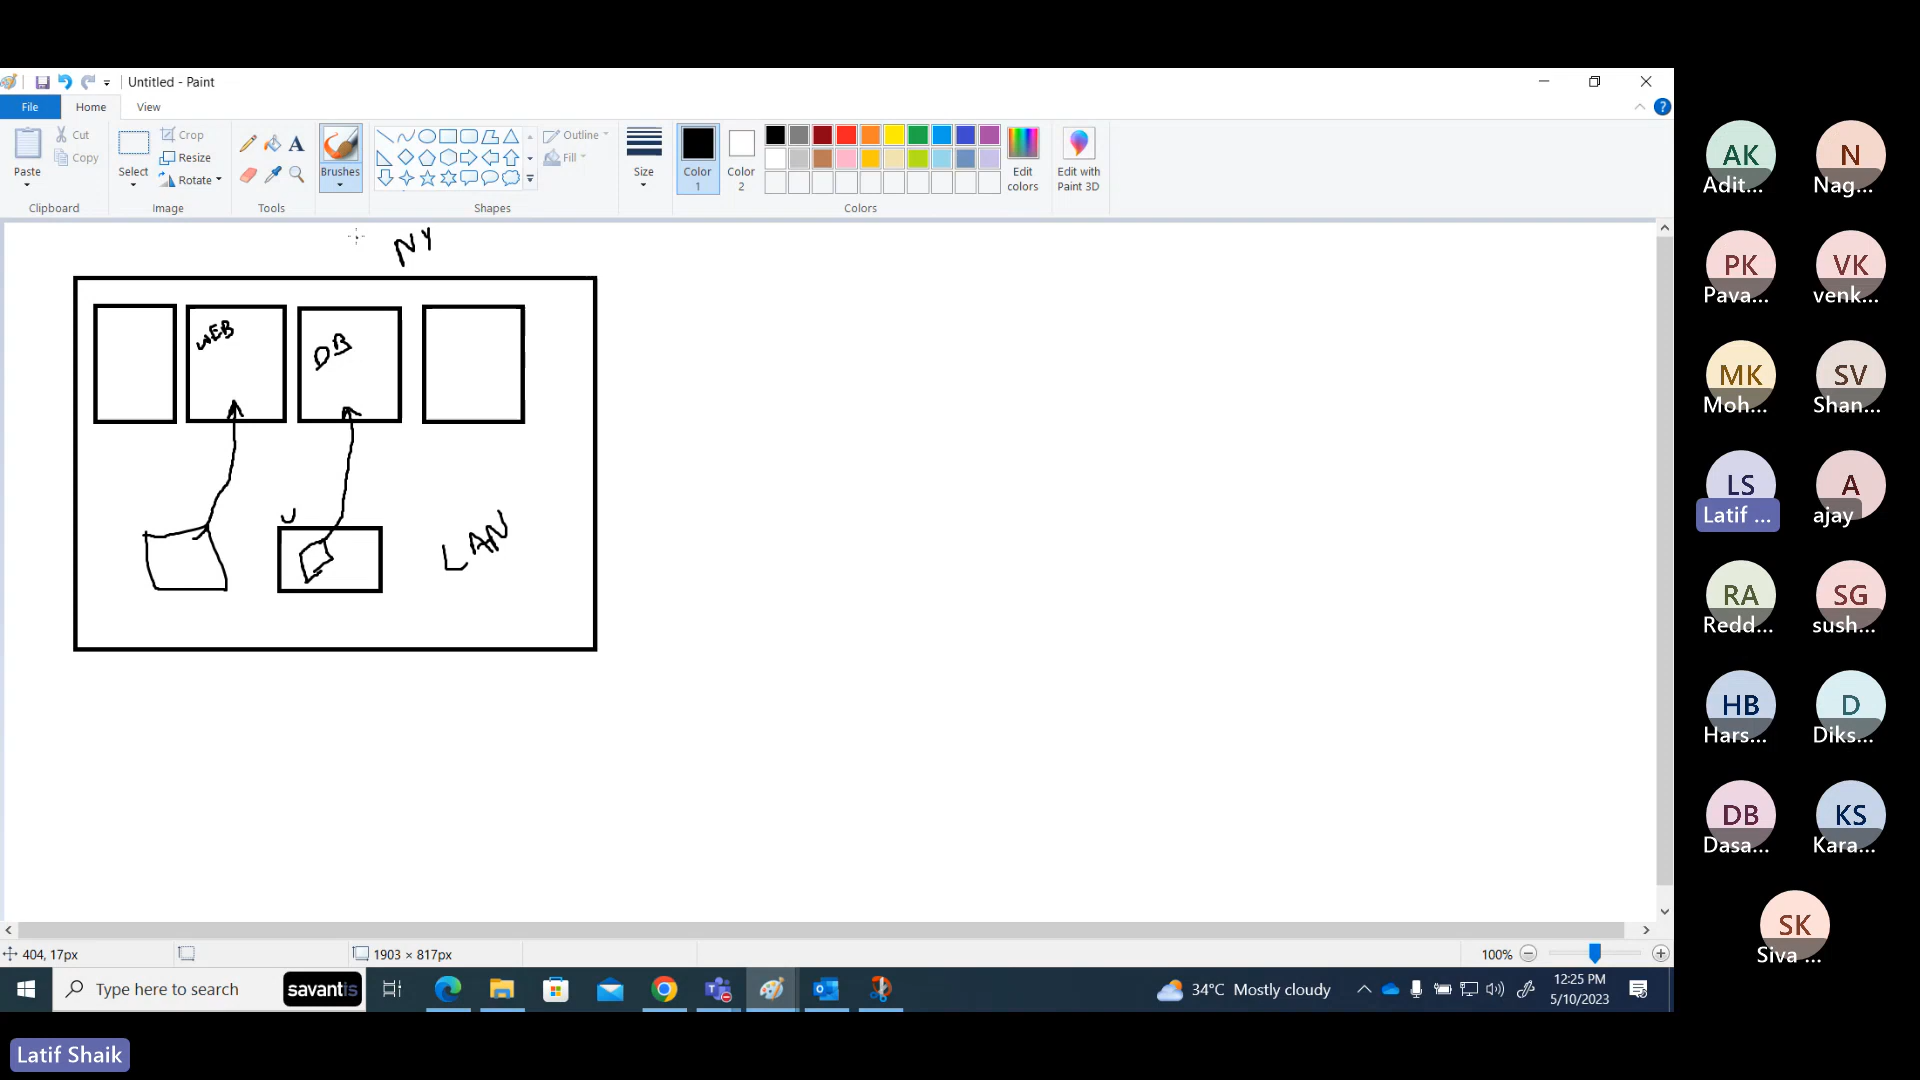 Untitled - Paint
File Home View
Paste
Cut
Copy
Clipboard
Select
Crop
Resize
Rotate
Image
Tools
Brushes
Shapes
Outline
Fill
Size
Color 1
Color 2
Edit colors
Edit with Paint 3D
Colors
NY
WEB
DB
U
LAN
404, 17px
1903 × 817px
100%
Type here to search
savantis
34°C Mostly cloudy
12:25 PM
5/10/2023
AK
Adit...
N
Nag...
PK
Pava...
VK
venk...
MK
Moh...
SV
Shan...
LS
Latif ...
A
ajay
RA
Redd...
SG
sush...
HB
Hars...
D
Diks...
DB
Dasa...
KS
Kara...
SK
Siva ...
Latif Shaik